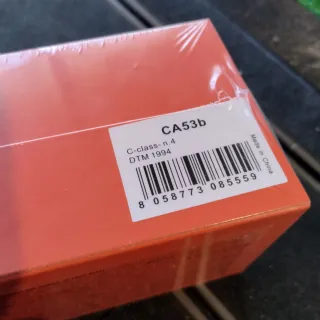 CA53b
C-class- n.4
DTM 1994
8 058773 085559
Made in China